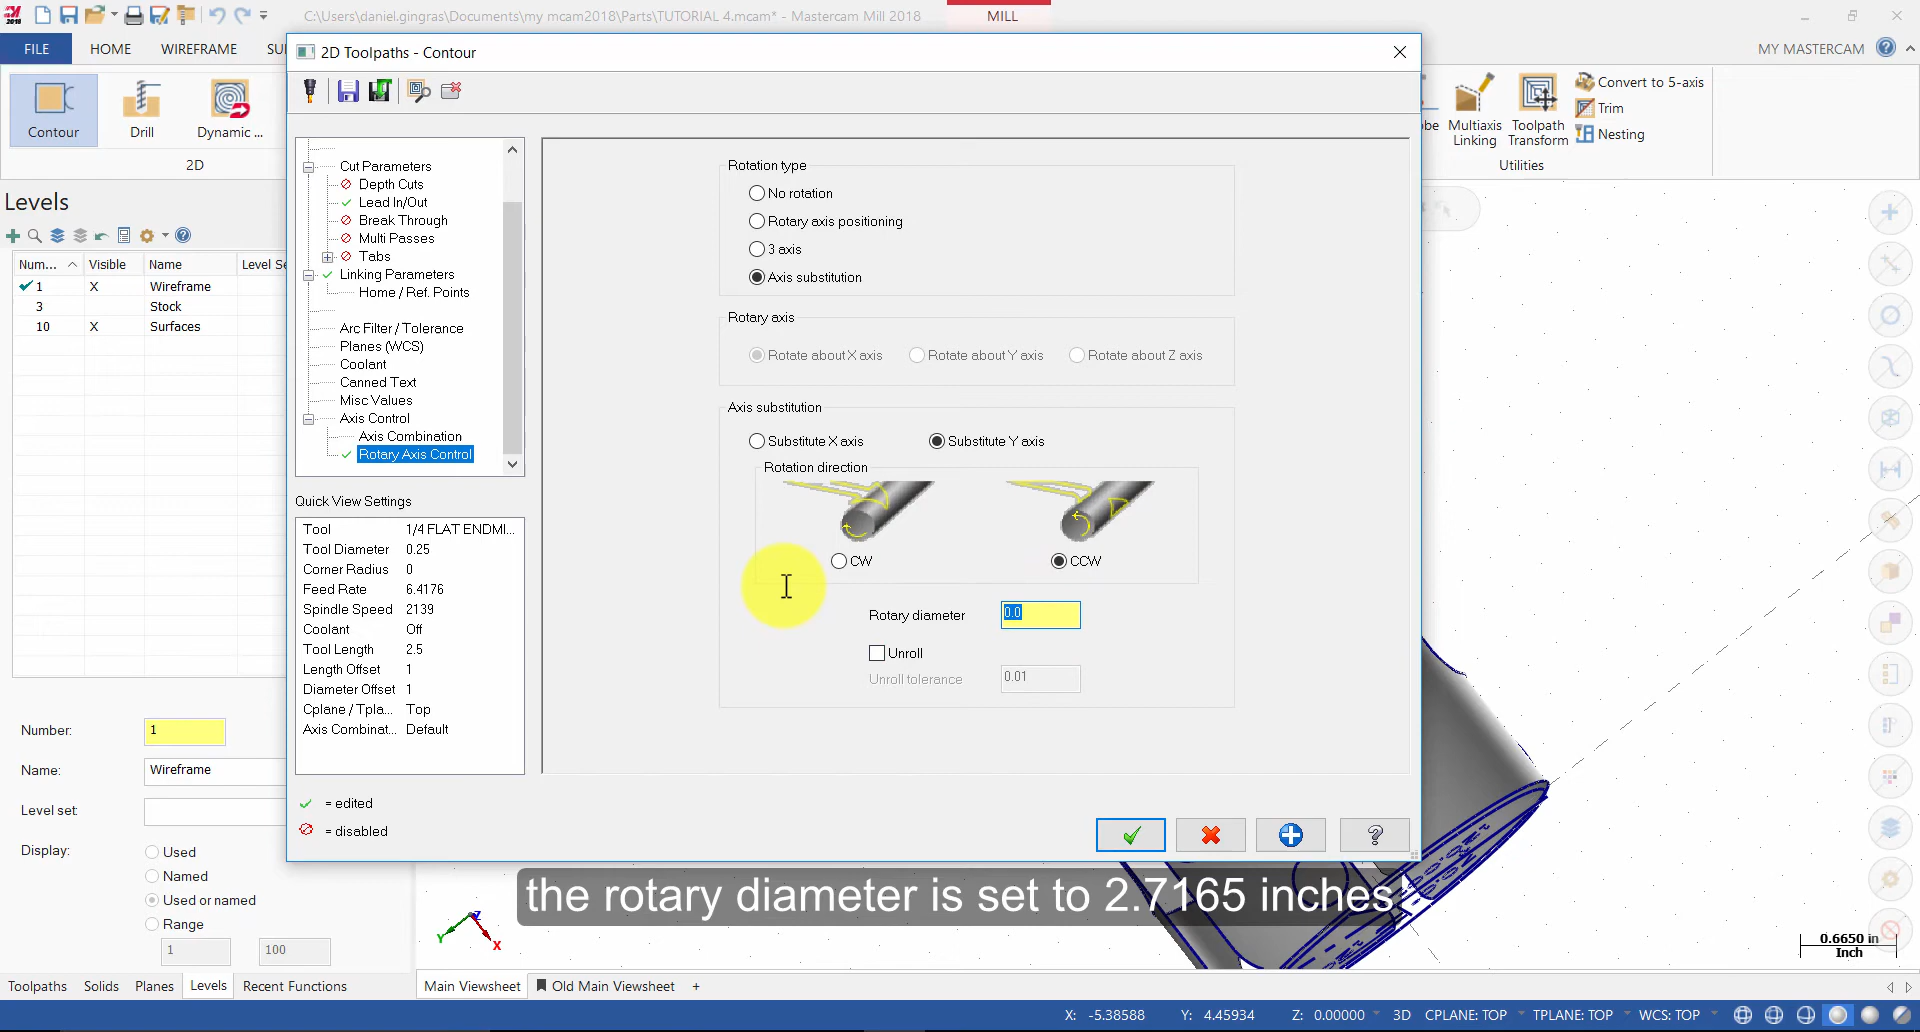 C:\Users\daniel.gingras\Documents\my mcam2018\Parts\TUTORIAL 4.mcam* - Mastercam Mill 2018
MILL
FILE
HOME
WIREFRAME
MY MASTERCAM
2D Toolpaths - Contour
Contour
Drill
Dynamic ...
2D
Multiaxis
Linking
Toolpath
Transform
Convert to 5-axis
Trim
Nesting
Utilities
Levels
Num...
Visible
Name
1 X Wireframe
3 Stock
10 X Surfaces
Number: 1
Name: Wireframe
Level set:
Display:
Used
Named
Used or named
Range
1 100
Cut Parameters
Depth Cuts
Lead In/Out
Break Through
Multi Passes
Tabs
Linking Parameters
Home / Ref. Points
Arc Filter / Tolerance
Planes (WCS)
Coolant
Canned Text
Misc Values
Axis Control
Axis Combination
Rotary Axis Control
Quick View Settings
Tool 1/4 FLAT ENDMI...
Tool Diameter 0.25
Corner Radius 0
Feed Rate 6.4176
Spindle Speed 2139
Coolant Off
Tool Length 2.5
Length Offset 1
Diameter Offset 1
Cplane / Tpla... Top
Axis Combinat... Default
= edited
= disabled
Rotation type
No rotation
Rotary axis positioning
3 axis
Axis substitution
Rotary axis
Rotate about X axis
Rotate about Y axis
Rotate about Z axis
Axis substitution
Substitute X axis
Substitute Y axis
Rotation direction
CW
CCW
Rotary diameter 0.0
Unroll
Unroll tolerance 0.01
the rotary diameter is set to 2.7165 inches
Z
Y
X
0.6650 in
Inch
Toolpaths
Solids
Planes
Levels
Recent Functions
Main Viewsheet
Old Main Viewsheet
+
X: -5.38588 Y: 4.45934 Z: 0.00000 3D CPLANE: TOP TPLANE: TOP WCS: TOP